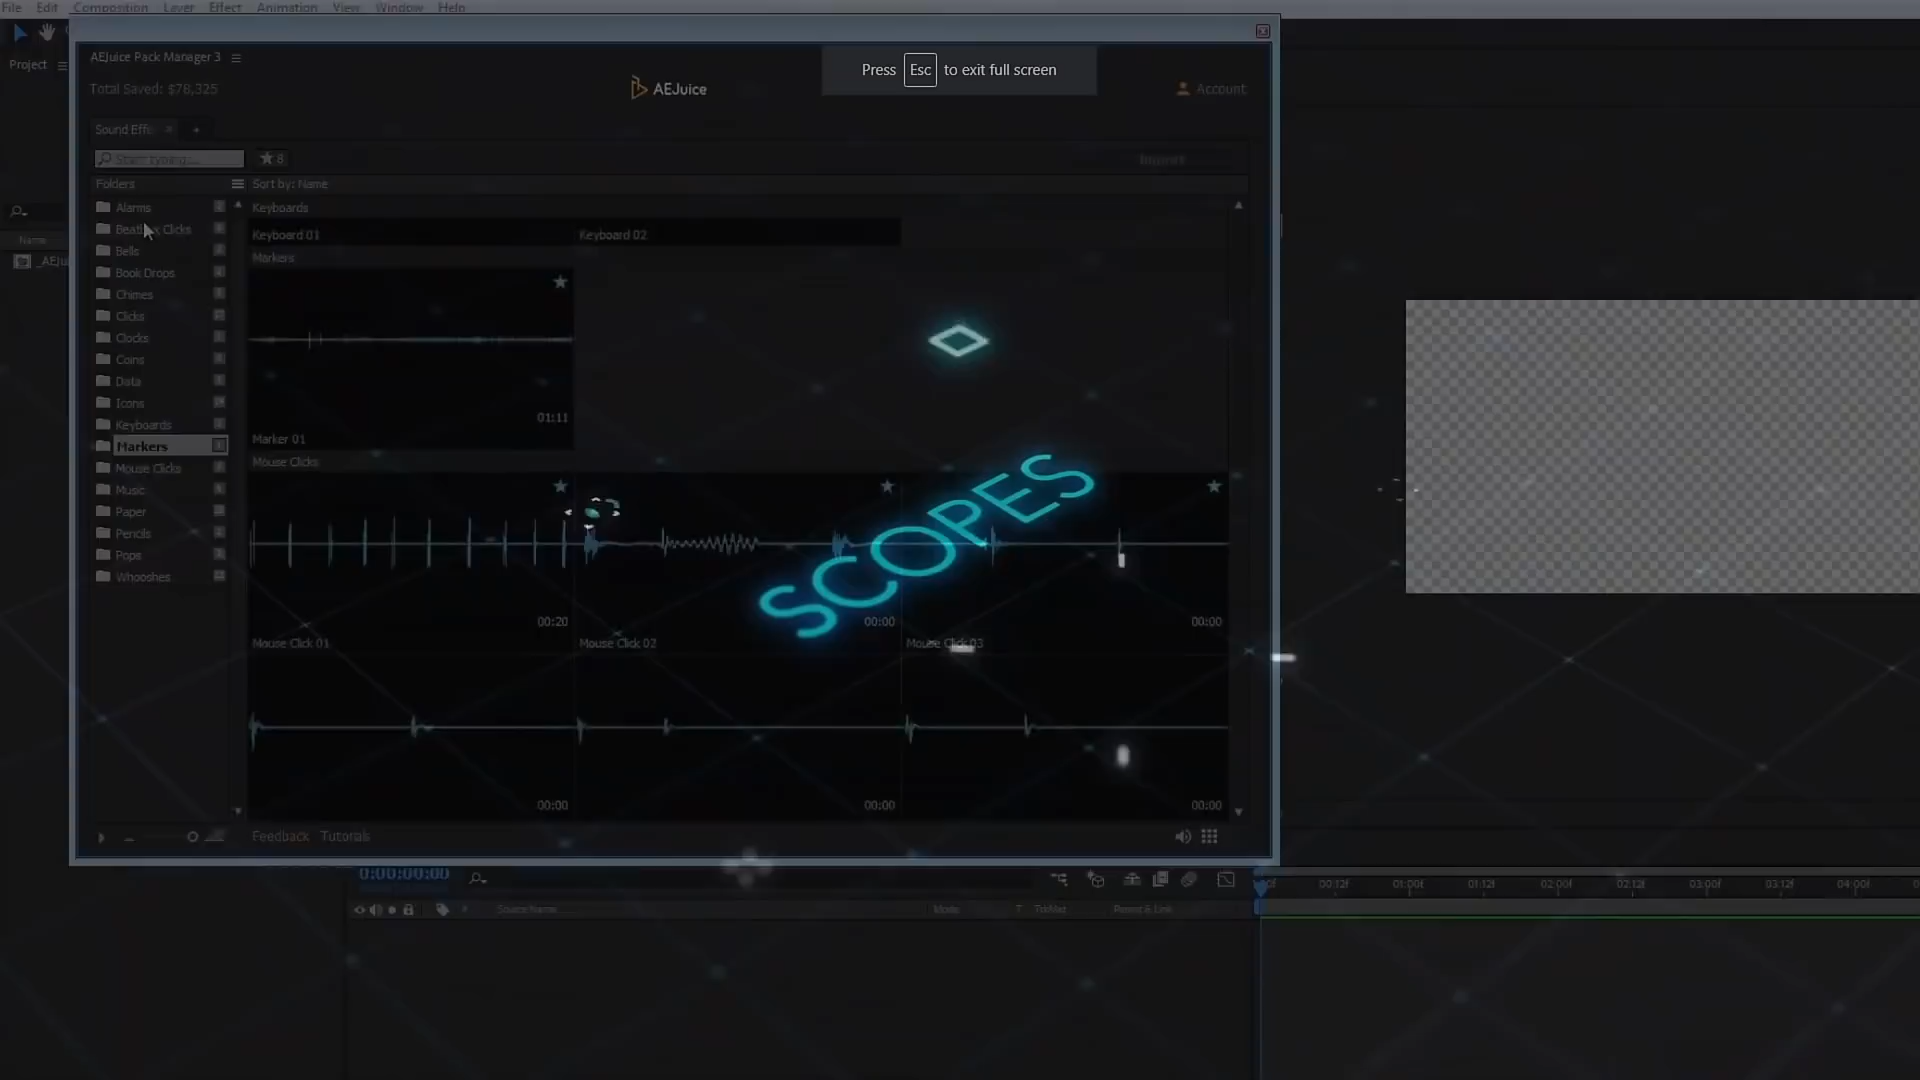 File Edit Composition Layer Effect Animation View Window Help
AEJuice Pack Manager 3
Press Esc to exit full screen
Project
Total Saved: $78,325
AEJuice
Account
Sound Effe
Start typing...
8
Import
Folders
Sort by: Name
Alarms
Keyboards
Clicks
Keyboard 01
Keyboard 02
Name
Bells
Markers
_AEJu
Book Drops
Chimes
Clicks
Clocks
Coins
Data
Icons
01:11
Keyboards
Marker 01
Markers
Mouse Clicks
Mouse Clicks
SCOPES
Music
Paper
Pencils
Pops
Whooshes
00:20
00:00
00:00
Mouse Click 01
Mouse Click 02
Mouse Click 03
00:00
00:00
00:00
Feedback
Tutorials
0:00:00:00
00:12f
01:00f
01:12f
02:00f
02:12f
03:00f
03:12f
04:00f
Source Name
Mode
T
TrkMat
Parent & Link